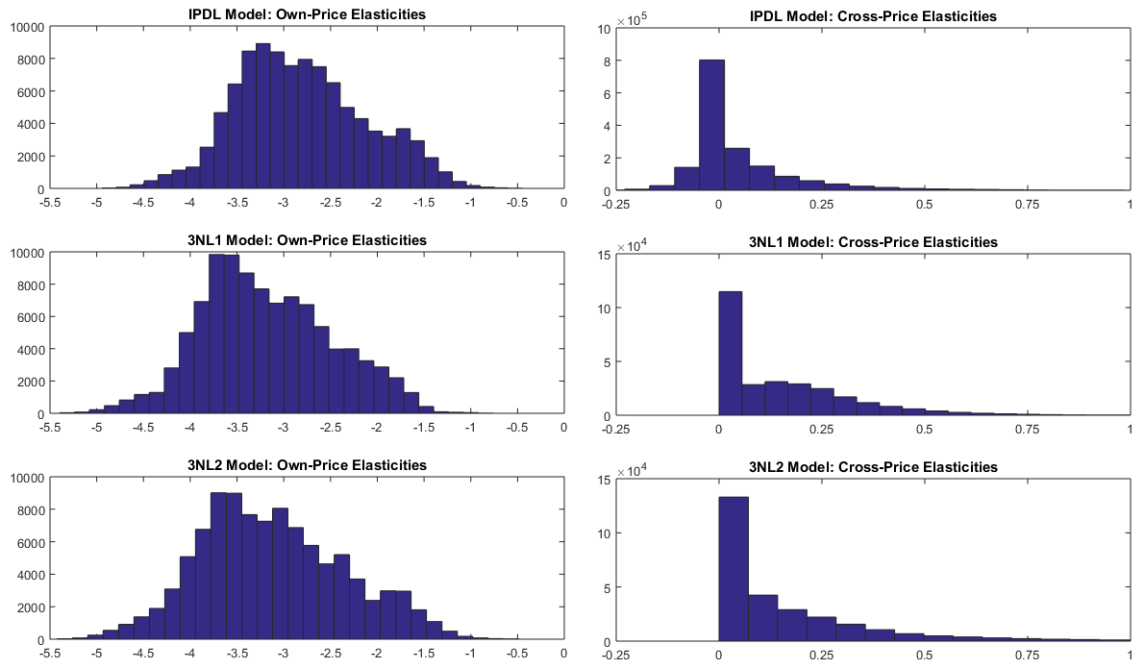 IPDL Model: Own-Price Elasticities
10000
8000
6000
4000
2000
0
-5.5 -5 -4.5 -4 -3.5 -3 -2.5 -2 -1.5 -1 -0.5 0
IPDL Model: Cross-Price Elasticities
× 10^5
10
8
6
4
2
0
-0.25 0 0.25 0.5 0.75 1
3NL1 Model: Own-Price Elasticities
10000
8000
6000
4000
2000
0
-5.5 -5 -4.5 -4 -3.5 -3 -2.5 -2 -1.5 -1 -0.5 0
3NL1 Model: Cross-Price Elasticities
× 10^4
15
10
5
0
-0.25 0 0.25 0.5 0.75 1
3NL2 Model: Own-Price Elasticities
10000
8000
6000
4000
2000
0
-5.5 -5 -4.5 -4 -3.5 -3 -2.5 -2 -1.5 -1 -0.5 0
3NL2 Model: Cross-Price Elasticities
× 10^4
15
10
5
0
-0.25 0 0.25 0.5 0.75 1